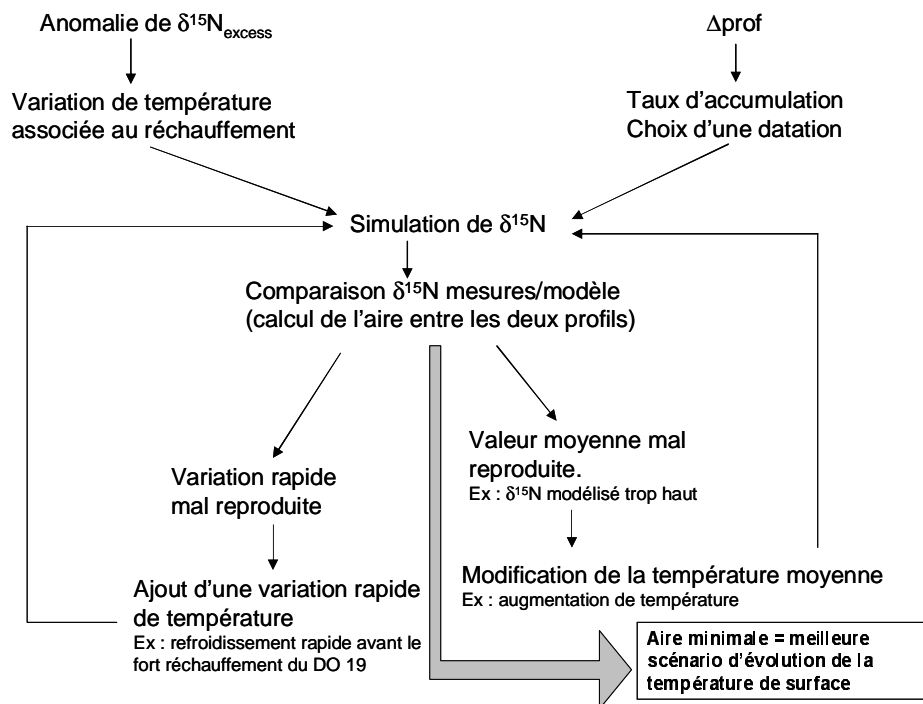 Anomalie de δ¹⁵Nexcess
Δprof
Variation de température
associée au réchauffement
Taux d'accumulation
Choix d'une datation
Simulation de δ¹⁵N
Comparaison δ¹⁵N mesures/modèle
(calcul de l'aire entre les deux profils)
Variation rapide
mal reproduite
Valeur moyenne mal
reproduite.
Ex : δ¹⁵N modélisé trop haut
Ajout d'une variation rapide
de température
Ex : refroidissement rapide avant le
fort réchauffement du DO 19
Modification de la température moyenne
Ex : augmentation de température
Aire minimale = meilleure
scénario d'évolution de la
température de surface